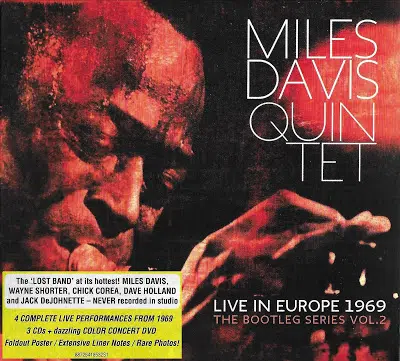 MILES
DAVIS
QUIN
TET
The 'LOST BAND' at its hottest! MILES DAVIS,
WAYNE SHORTER, CHICK COREA, DAVE HOLLAND
and JACK DeJOHNETTE – NEVER recorded in studio
4 COMPLETE LIVE PERFORMANCES FROM 1969
3 CDs + dazzling COLOR CONCERT DVD
Foldout Poster / Extensive Liner Notes / Rare Photos!
LIVE IN EUROPE 1969
THE BOOTLEG SERIES VOL.2